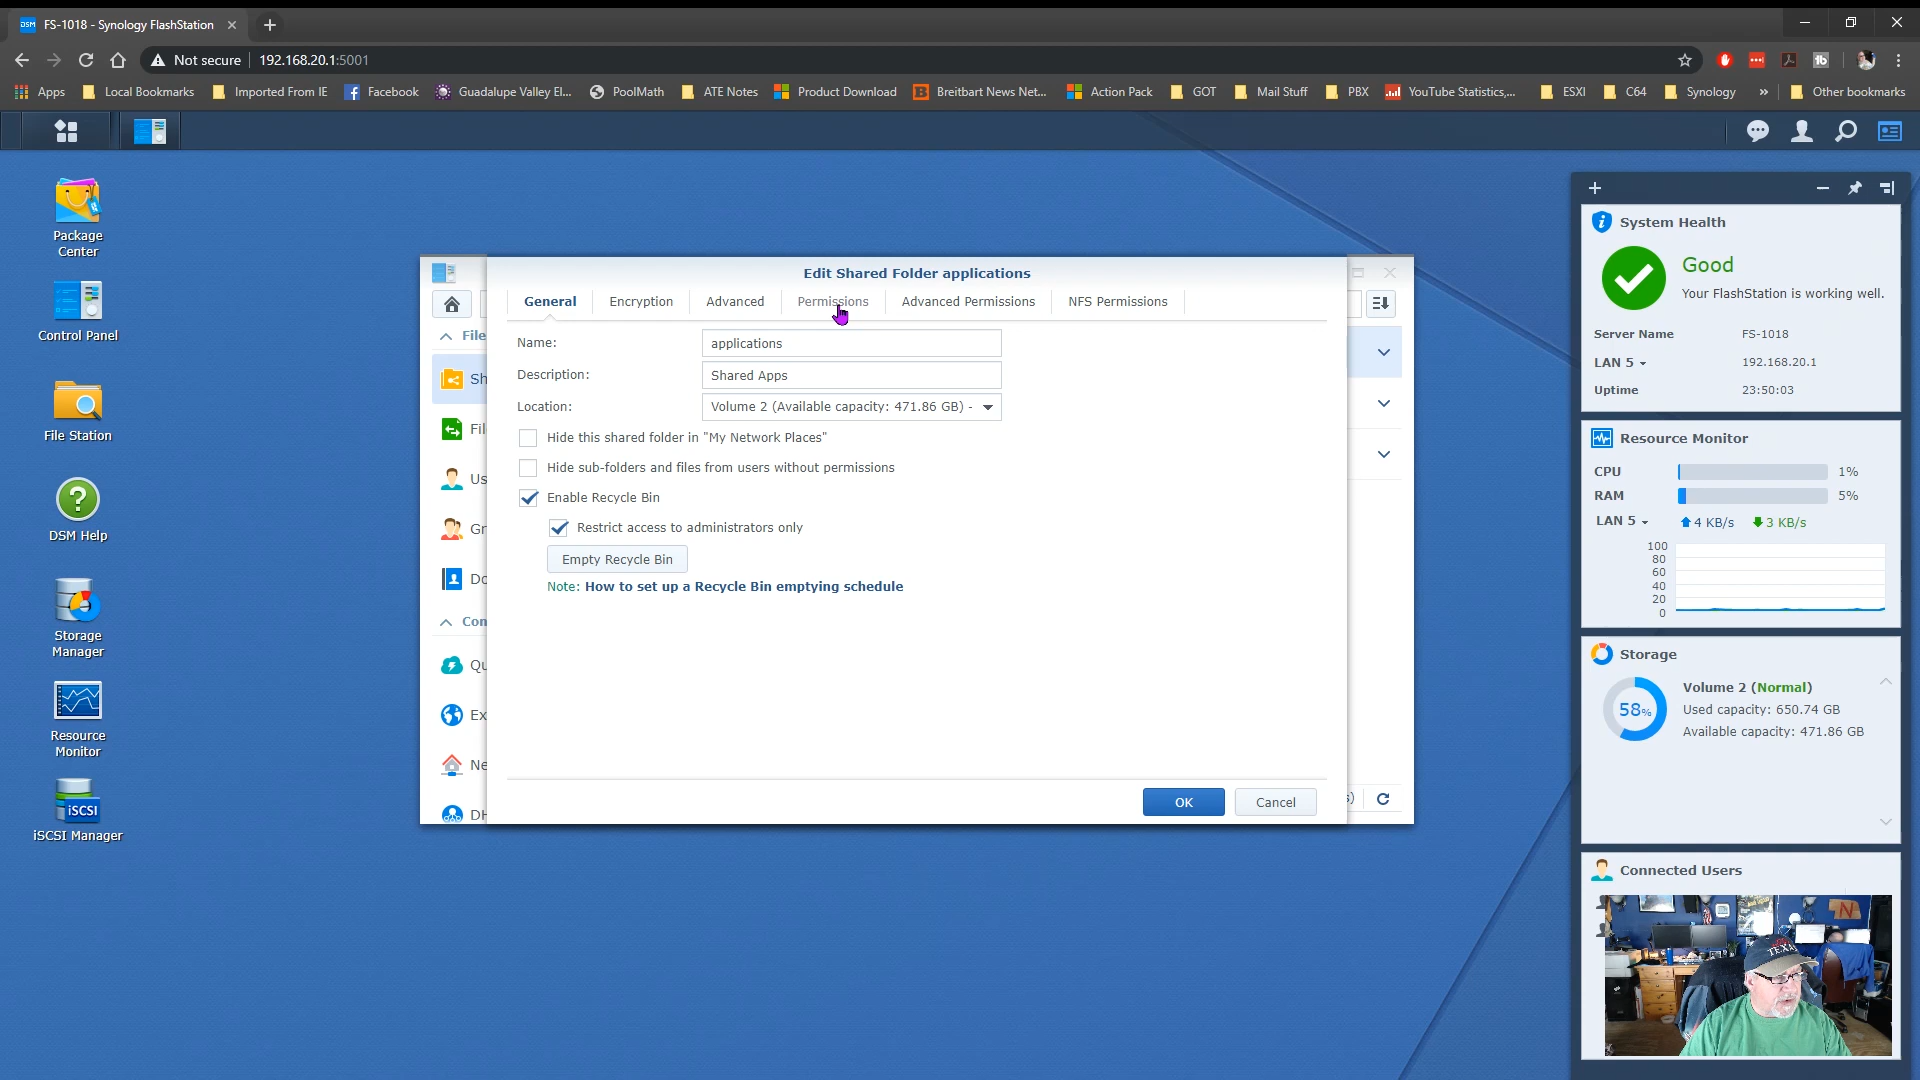 FS-1018 - Synology FlashStation
Not secure 192.168.20.1:5001
Apps Local Bookmarks Imported From IE Facebook Guadalupe Valley El... PoolMath ATE Notes Product Download Breitbart News Net... Action Pack GOT Mail Stuff PBX YouTube Statistics,... ESXI C64 Synology » Other bookmarks
Package
Center
Control Panel
File Station
DSM Help
Storage
Manager
Resource
Monitor
iSCSI
iSCSI Manager
Edit Shared Folder applications
General Encryption Advanced Permissions Advanced Permissions NFS Permissions
Name: applications
Description: Shared Apps
Location: Volume 2 (Available capacity: 471.86 GB) -
Hide this shared folder in "My Network Places"
Hide sub-folders and files from users without permissions
Enable Recycle Bin
Restrict access to administrators only
Empty Recycle Bin
Note: How to set up a Recycle Bin emptying schedule
OK Cancel
File
Sh
Fil
Us
Gr
Do
Con
Qu
Ex
Ne
DH
s)
System Health
Good
Your FlashStation is working well.
Server Name FS-1018
LAN 5 192.168.20.1
Uptime 23:50:03
Resource Monitor
CPU 1%
RAM 5%
LAN 5 4 KB/s 3 KB/s
100
80
60
40
20
0
Storage
58%
Volume 2 (Normal)
Used capacity: 650.74 GB
Available capacity: 471.86 GB
Connected Users
N
TEXAS